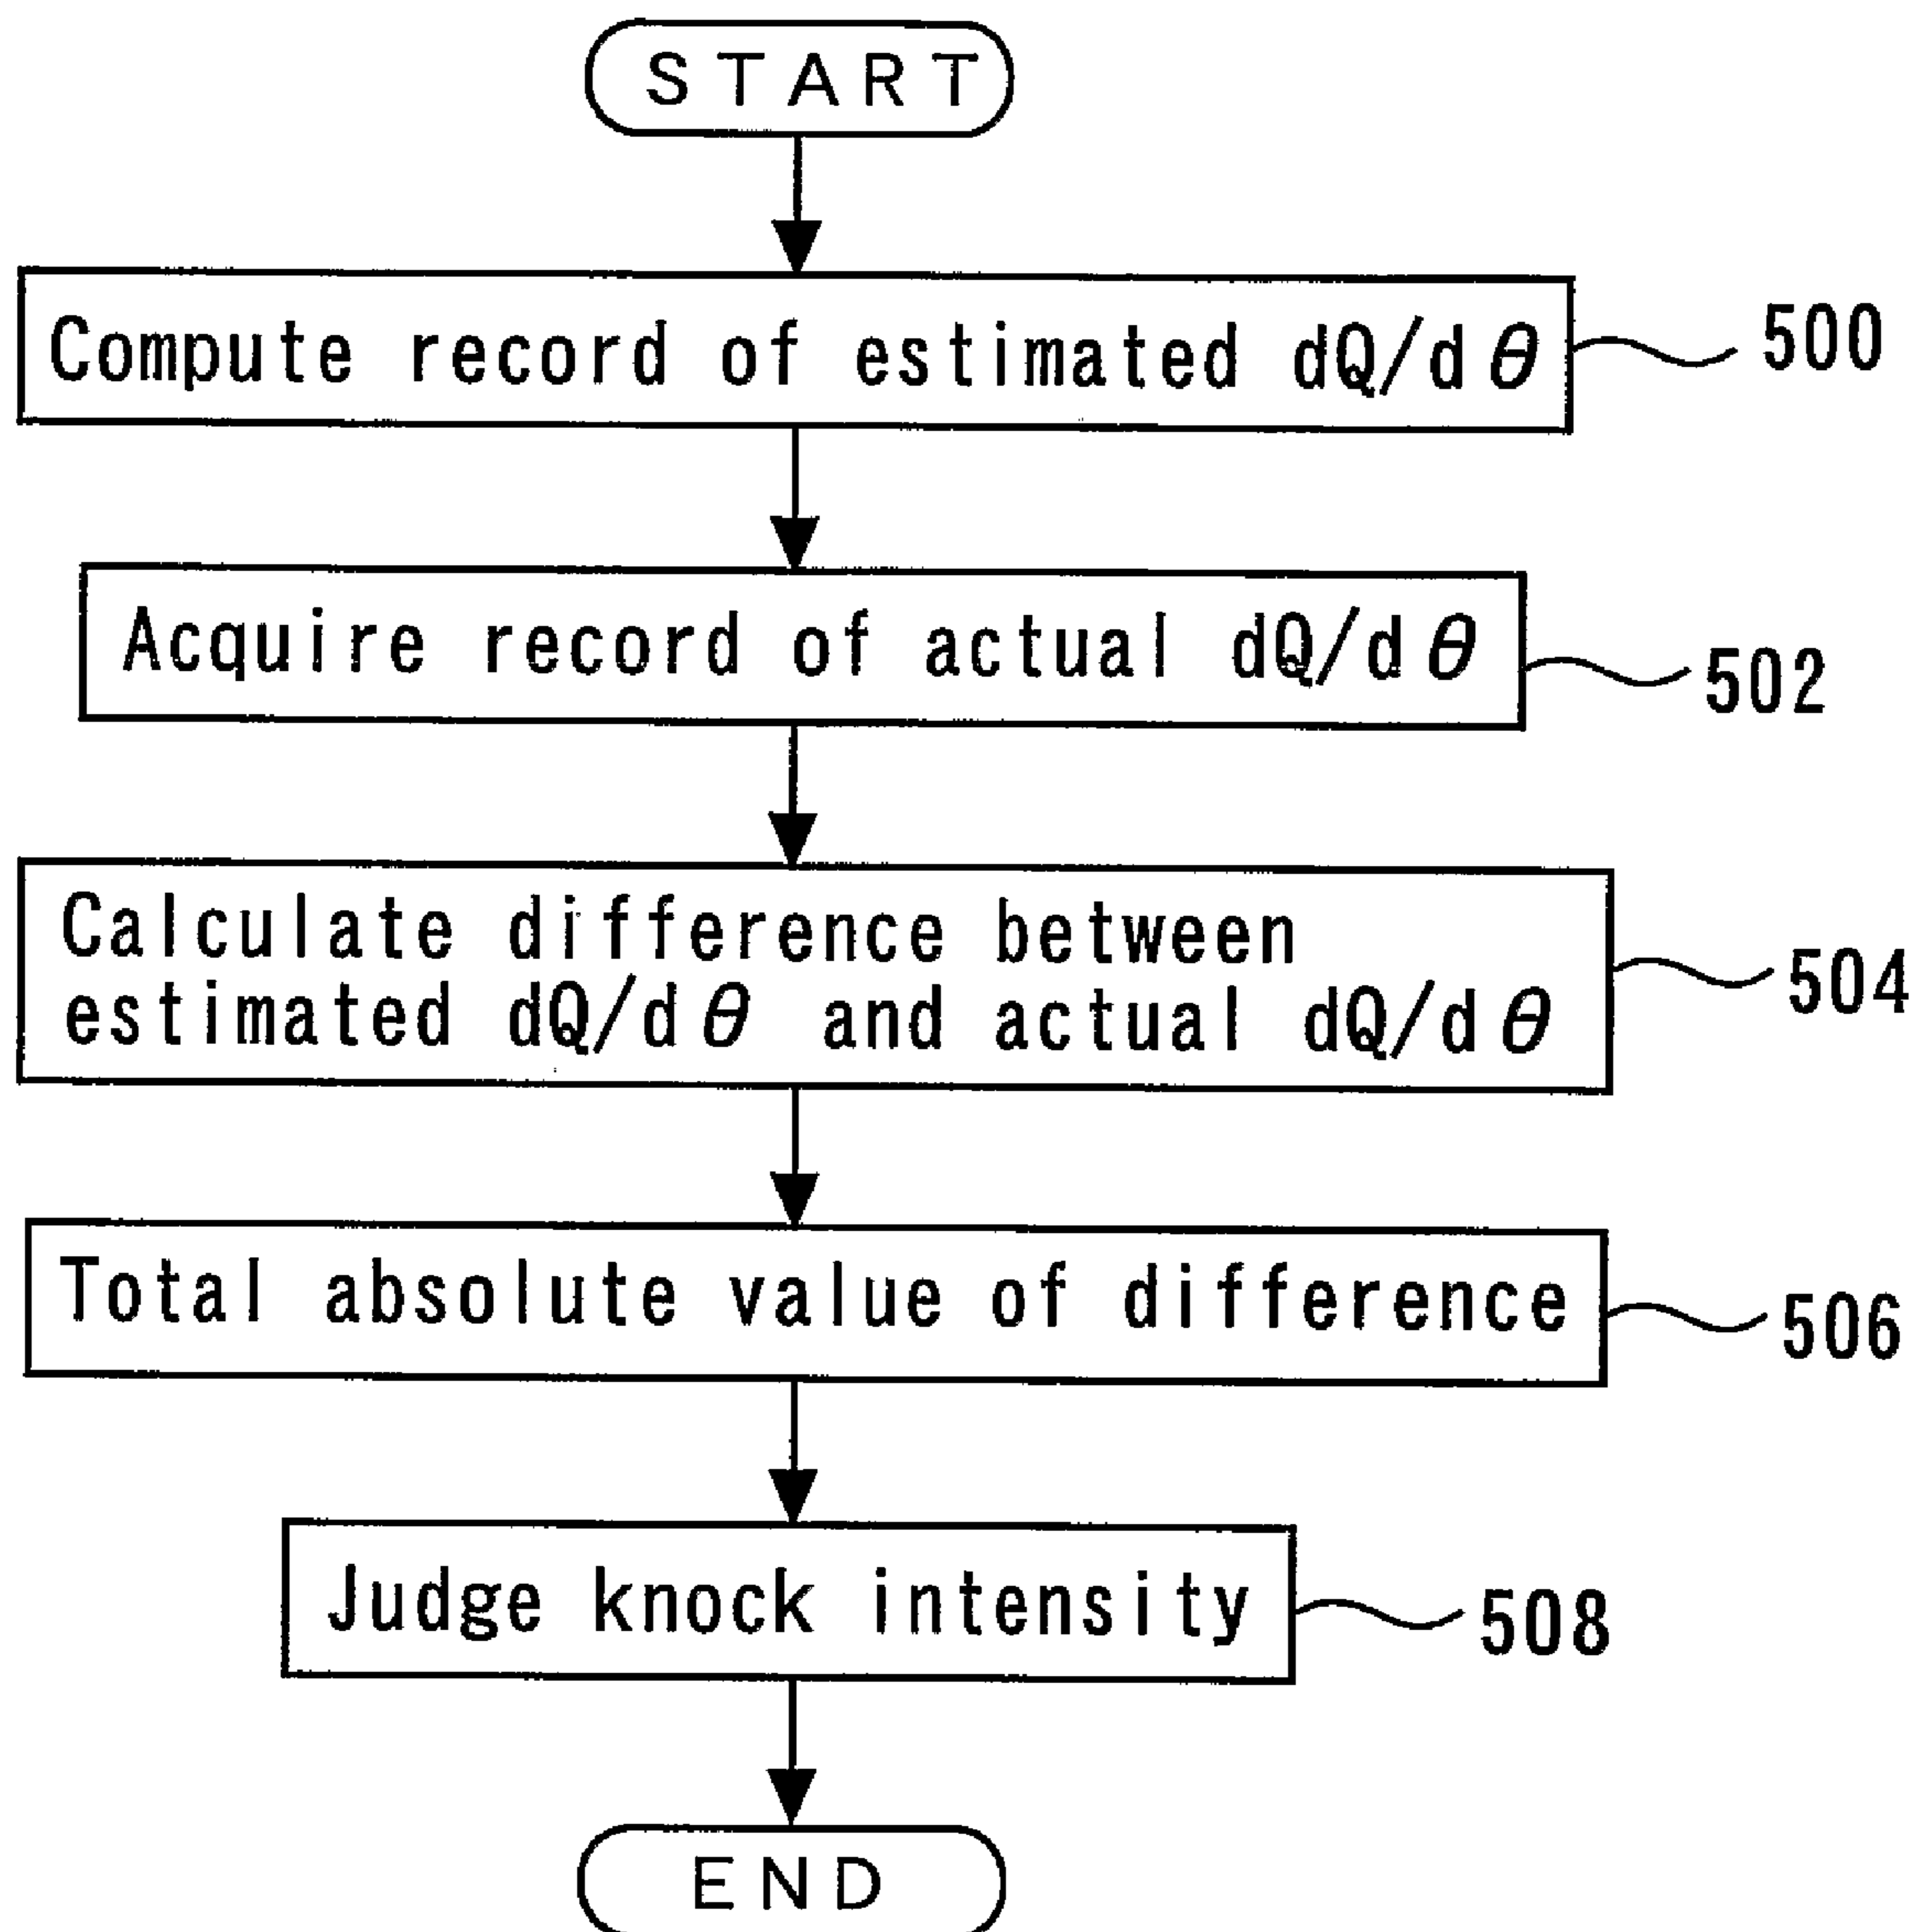 START
Compute record of estimated dQ/dθ
500
Acquire record of actual dQ/dθ
502
Calculate difference between
estimated dQ/dθ and actual dQ/dθ
504
Total absolute value of difference
506
Judge knock intensity
508
END